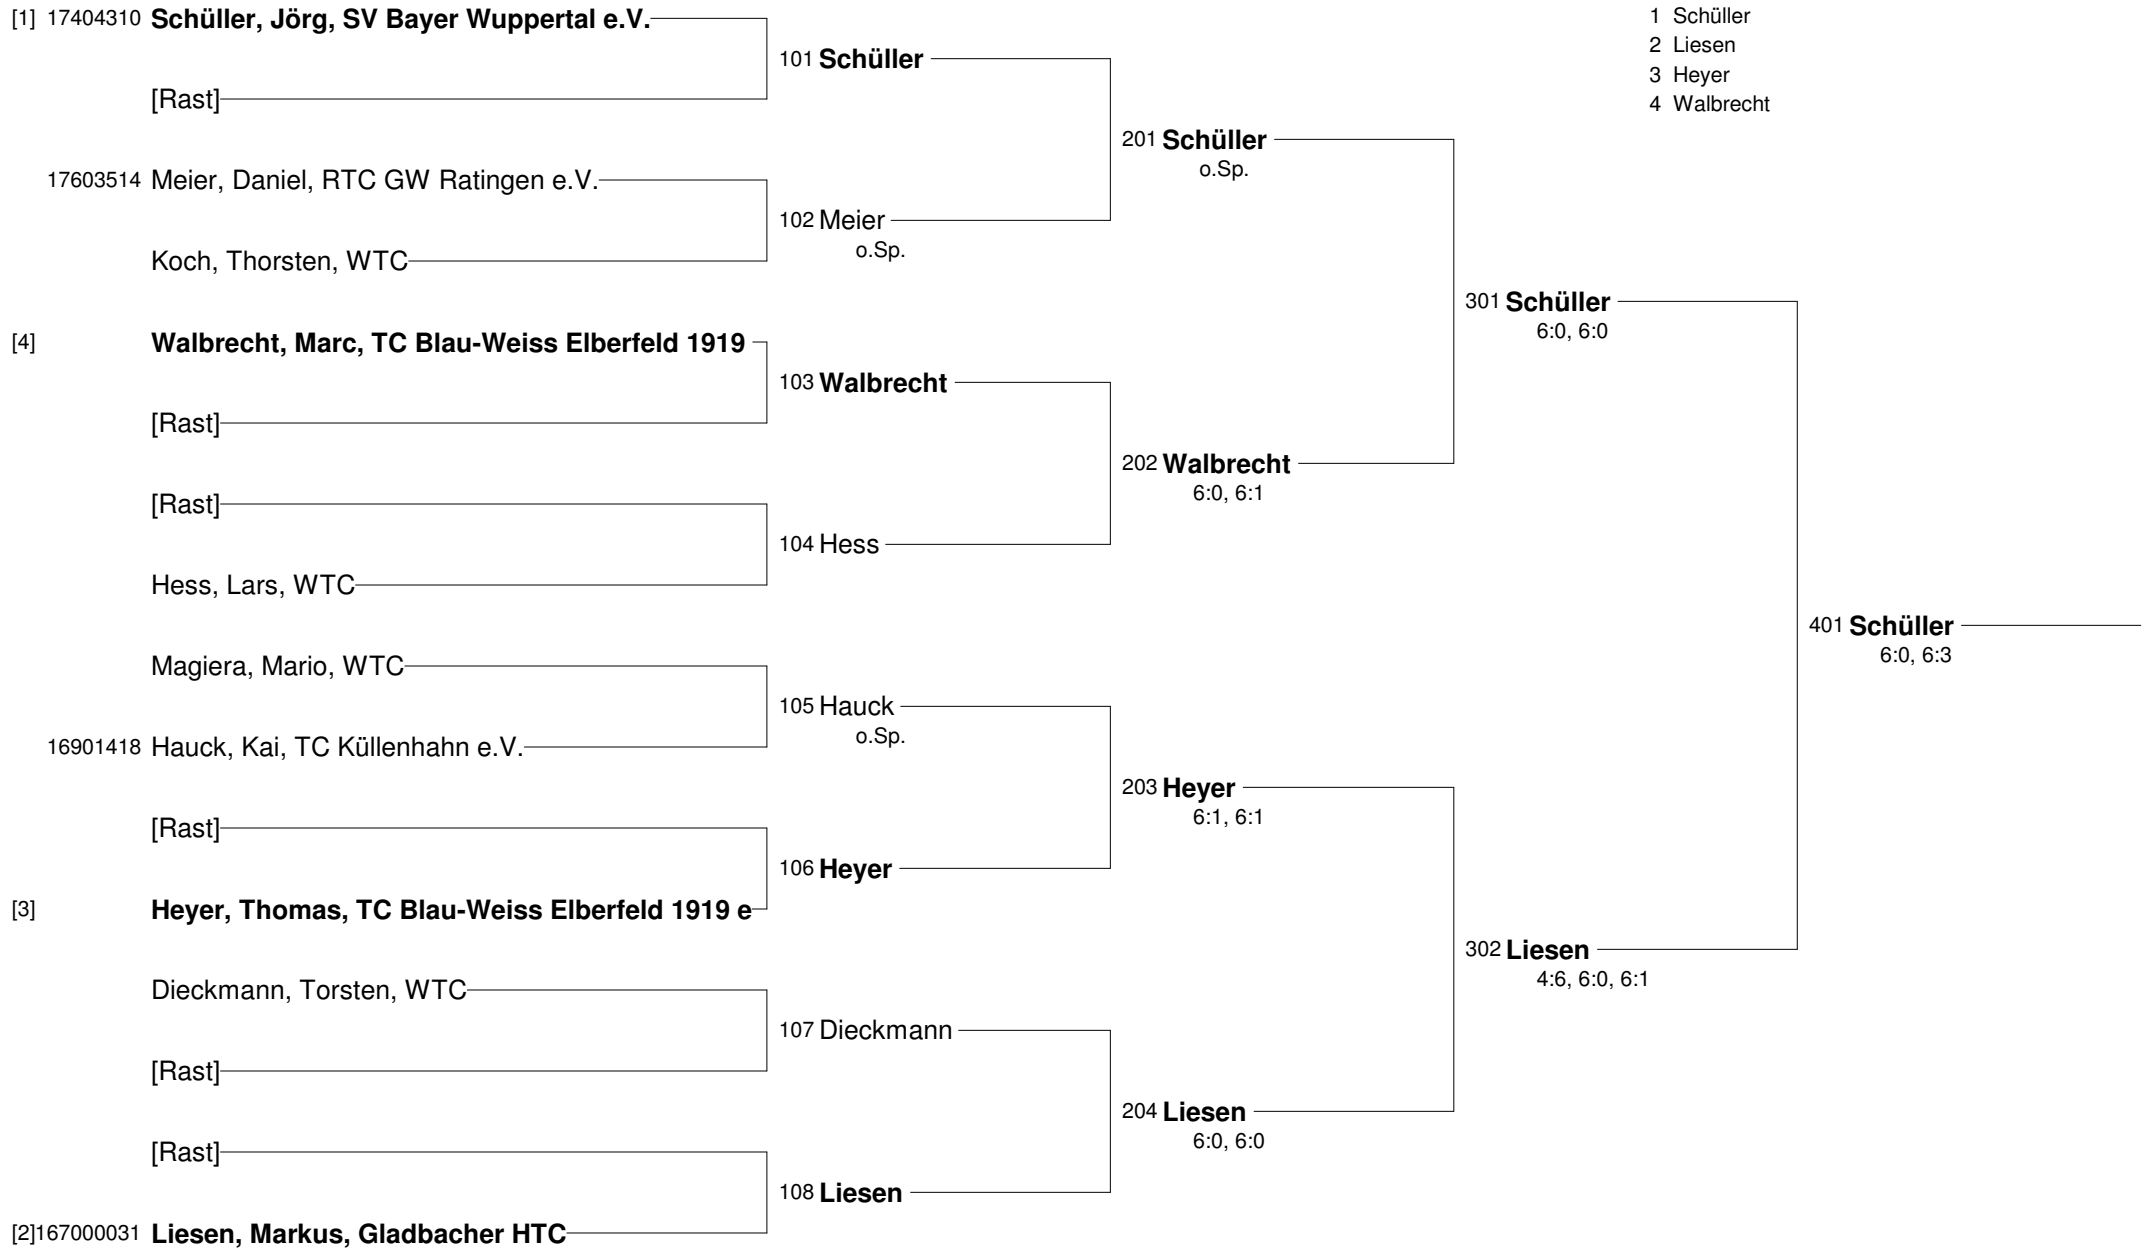 [1] 17404310 Schüller, Jörg, SV Bayer Wuppertal e.V.
[Rast]
17603514 Meier, Daniel, RTC GW Ratingen e.V.
Koch, Thorsten, WTC
[4] Walbrecht, Marc, TC Blau-Weiss Elberfeld 1919
[Rast]
[Rast]
Hess, Lars, WTC
Magiera, Mario, WTC
16901418 Hauck, Kai, TC Küllenhahn e.V.
[Rast]
[3] Heyer, Thomas, TC Blau-Weiss Elberfeld 1919 e
Dieckmann, Torsten, WTC
[Rast]
[Rast]
[2]167000031 Liesen, Markus, Gladbacher HTC
101 Schüller
102 Meier
o.Sp.
103 Walbrecht
104 Hess
105 Hauck
o.Sp.
106 Heyer
107 Dieckmann
108 Liesen
201 Schüller
o.Sp.
202 Walbrecht
6:0, 6:1
203 Heyer
6:1, 6:1
204 Liesen
6:0, 6:0
301 Schüller
6:0, 6:0
302 Liesen
4:6, 6:0, 6:1
401 Schüller
6:0, 6:3
1 Schüller
2 Liesen
3 Heyer
4 Walbrecht